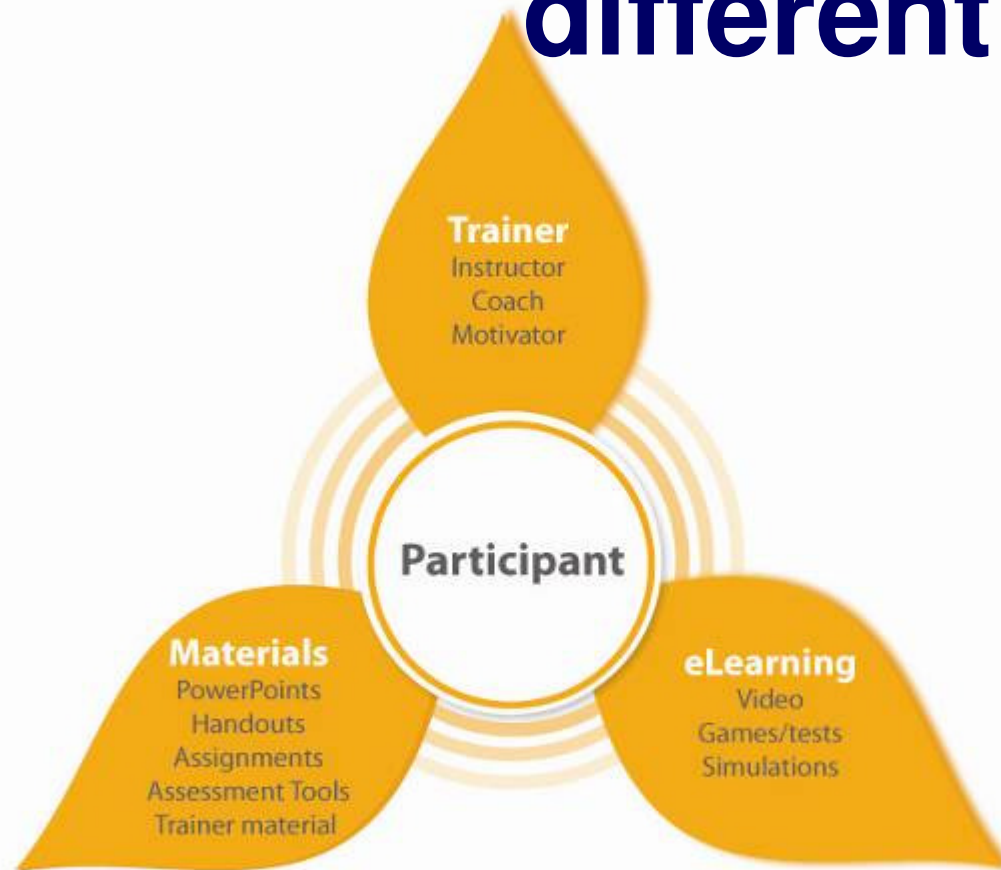 different
Trainer
Instructor
Coach
Motivator
Participant
Materials
PowerPoints
Handouts
Assignments
Assessment Tools
Trainer material
eLearning
Video
Games/tests
Simulations